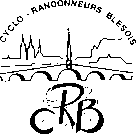 CYCLO - RANDONNEURS BLESOIS
CRB